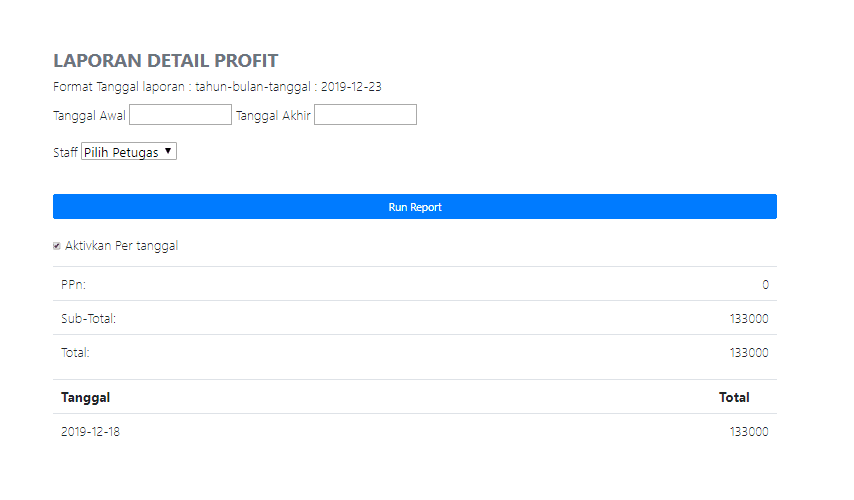 LAPORAN DETAIL PROFIT
Format Tanggal laporan : tahun-bulan-tanggal : 2019-12-23
Tanggal Awal Tanggal Akhir
Staff Pilih Petugas
Run Report
Aktivkan Per tanggal
PPn: 0
Sub-Total: 133000
Total: 133000
Tanggal Total
2019-12-18 133000